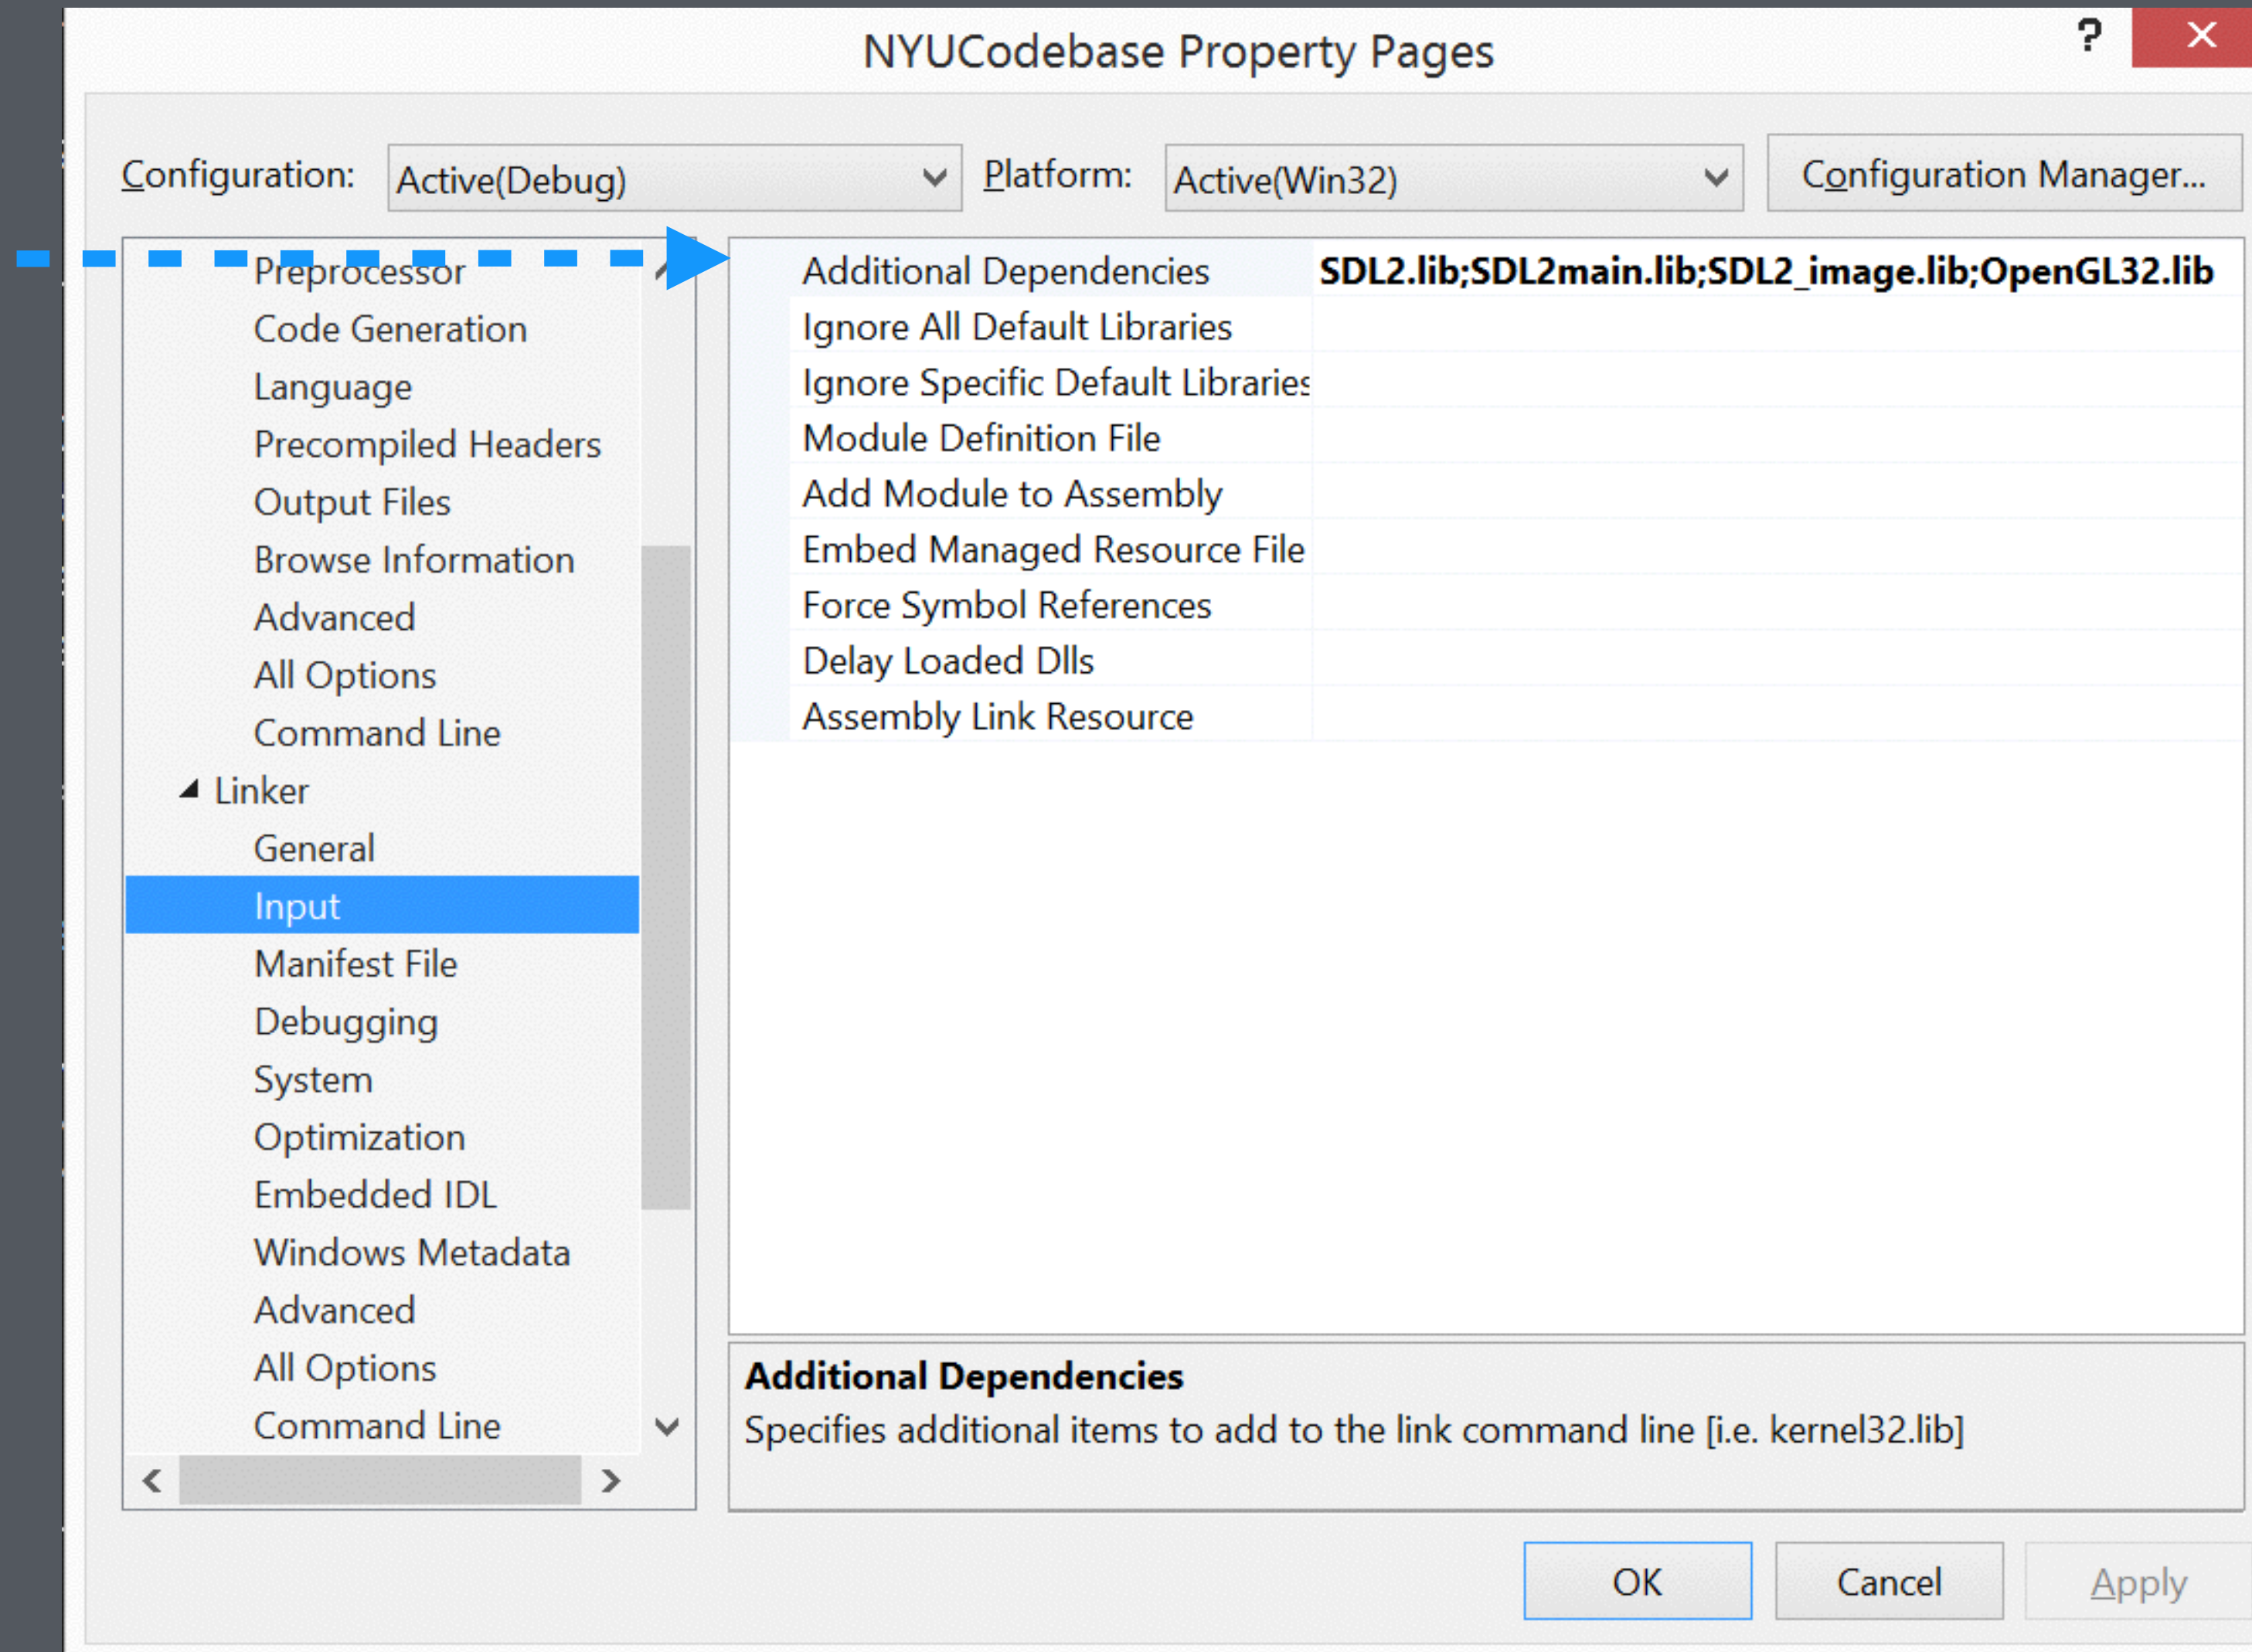 NYUCodebase Property Pages
?
Configuration: Active(Debug) Platform: Active(Win32) Configuration Manager...
Preprocessor
Code Generation
Language
Precompiled Headers
Output Files
Browse Information
Advanced
All Options
Command Line
Linker
General
Input
Manifest File
Debugging
System
Optimization
Embedded IDL
Windows Metadata
Advanced
All Options
Command Line
Additional Dependencies SDL2.lib;SDL2main.lib;SDL2_image.lib;OpenGL32.lib
Ignore All Default Libraries
Ignore Specific Default Libraries
Module Definition File
Add Module to Assembly
Embed Managed Resource File
Force Symbol References
Delay Loaded Dlls
Assembly Link Resource
Additional Dependencies
Specifies additional items to add to the link command line [i.e. kernel32.lib]
OK Cancel Apply